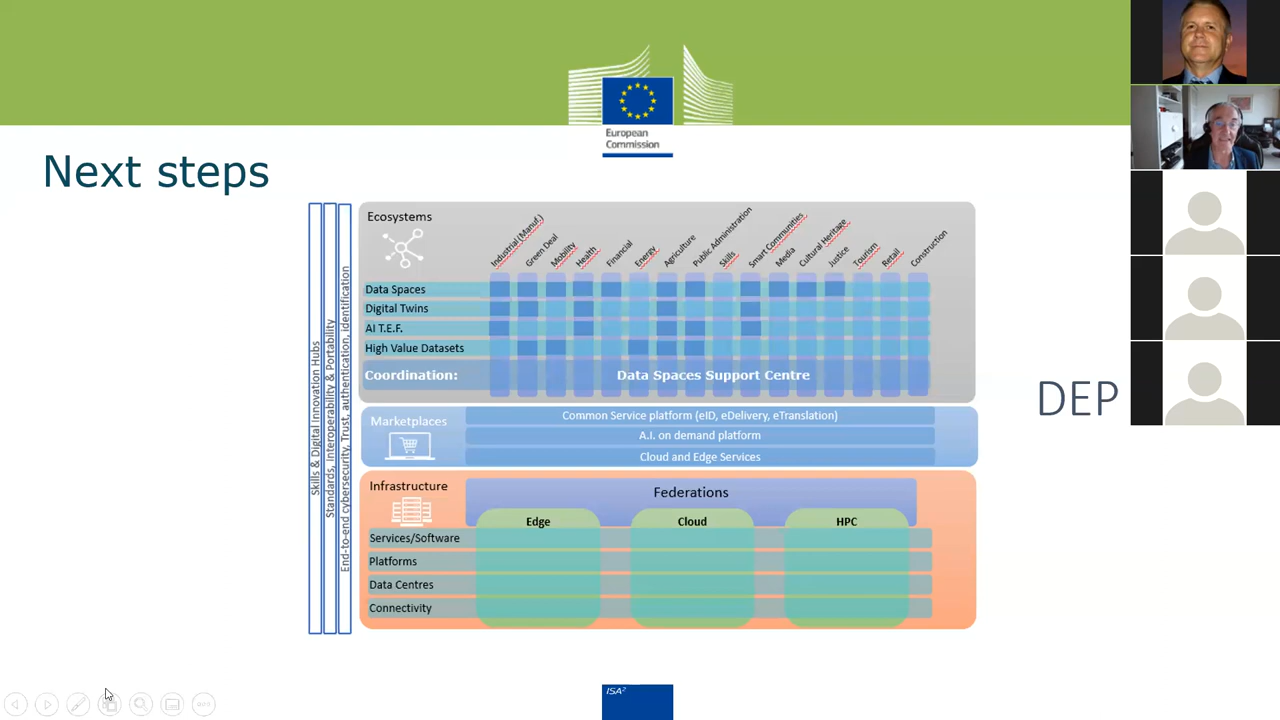 European
Commission
Next steps
Skills & Digital Innovation Hubs
Standards, Interoperability & Portability
End-to-end cybersecurity, Trust, authentication, identification
Ecosystems
Industrial (Manuf.)
Green Deal
Mobility
Health
Financial
Energy
Agriculture
Public Administration
Skills
Smart Communities
Media
Cultural Heritage
Justice
Tourism
Retail
Construction
Data Spaces
Digital Twins
AI T.E.F.
High Value Datasets
Coordination: Data Spaces Support Centre
DEP
Marketplaces
Common Service platform (eID, eDelivery, eTranslation)
A.I. on demand platform
Cloud and Edge Services
Infrastructure
Federations
Edge Cloud HPC
Services/Software
Platforms
Data Centres
Connectivity
ISA²